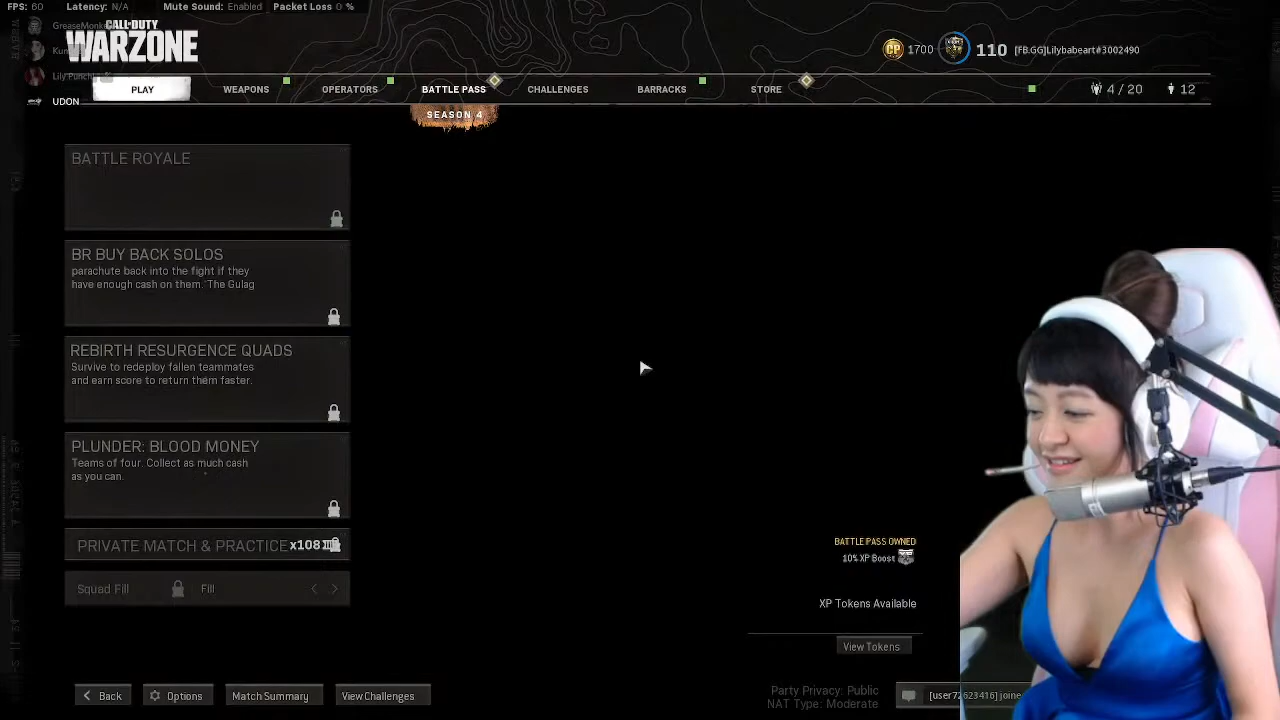 FPS: 60 Latency: N/A Mute Sound: Enabled Packet Loss 0 %
CALL OF DUTY
WARZONE
1700 110 [FB.GG]Lilybabeart#3002490
PLAY WEAPONS OPERATORS BATTLE PASS CHALLENGES BARRACKS STORE 4 / 20 12
UDON
SEASON 4
BATTLE ROYALE
BR BUY BACK SOLOS
parachute back into the fight if they
have enough cash on them. 'The Gulag
REBIRTH RESURGENCE QUADS
Survive to redeploy fallen teammates
and earn score to return them faster.
PLUNDER: BLOOD MONEY
Teams of four. Collect as much cash
as you can.
PRIVATE MATCH & PRACTICE x108
Squad Fill Fill
BATTLE PASS OWNED
10% XP Boost
XP Tokens Available
View Tokens
Back Options Match Summary View Challenges
Party Privacy: Public
NAT Type: Moderate
[user72623416] joine